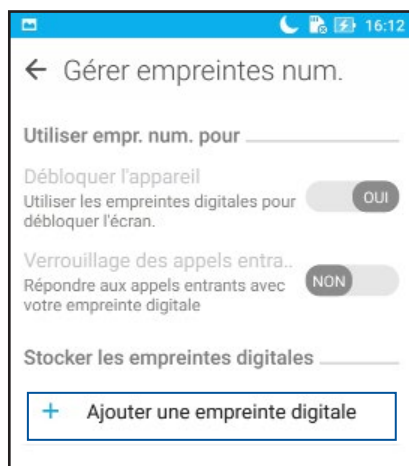 16:12
← Gérer empreintes num.
Utiliser empr. num. pour
Débloquer l'appareil
Utiliser les empreintes digitales pour
débloquer l'écran.
OUI
Verrouillage des appels entra..
Répondre aux appels entrants avec
votre empreinte digitale
NON
Stocker les empreintes digitales
+ Ajouter une empreinte digitale